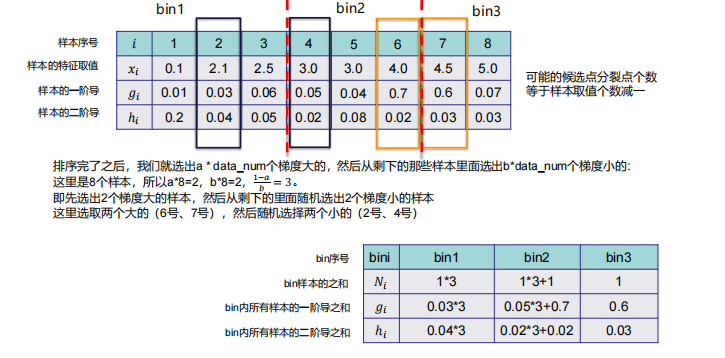 bin1 bin2 bin3
样本序号 i 1 2 3 4 5 6 7 8
样本的特征取值 xi 0.1 2.1 2.5 3.0 3.0 4.0 4.5 5.0
样本的一阶导 gi 0.01 0.03 0.06 0.05 0.04 0.7 0.6 0.07
样本的二阶导 hi 0.2 0.04 0.05 0.02 0.08 0.02 0.03 0.03
可能的候选点分裂点个数
等于样本取值个数减一
排序完了之后，我们就选出a * data_num个梯度大的，然后从剩下的那些样本里面选出b*data_num个梯度小的：
这里是8个样本，所以a*8=2，b*8=2，(1−a)/b = 3。
即先选出2个梯度大的样本，然后从剩下的里面随机选出2个梯度小的样本
这里选取两个大的（6号、7号），然后随机选择两个小的（2号、4号）
bin序号 bini bin1 bin2 bin3
bin样本的之和 Ni 1*3 1*3+1 1
bin内所有样本的一阶导之和 gi 0.03*3 0.05*3+0.7 0.6
bin内所有样本的二阶导之和 hi 0.04*3 0.02*3+0.02 0.03